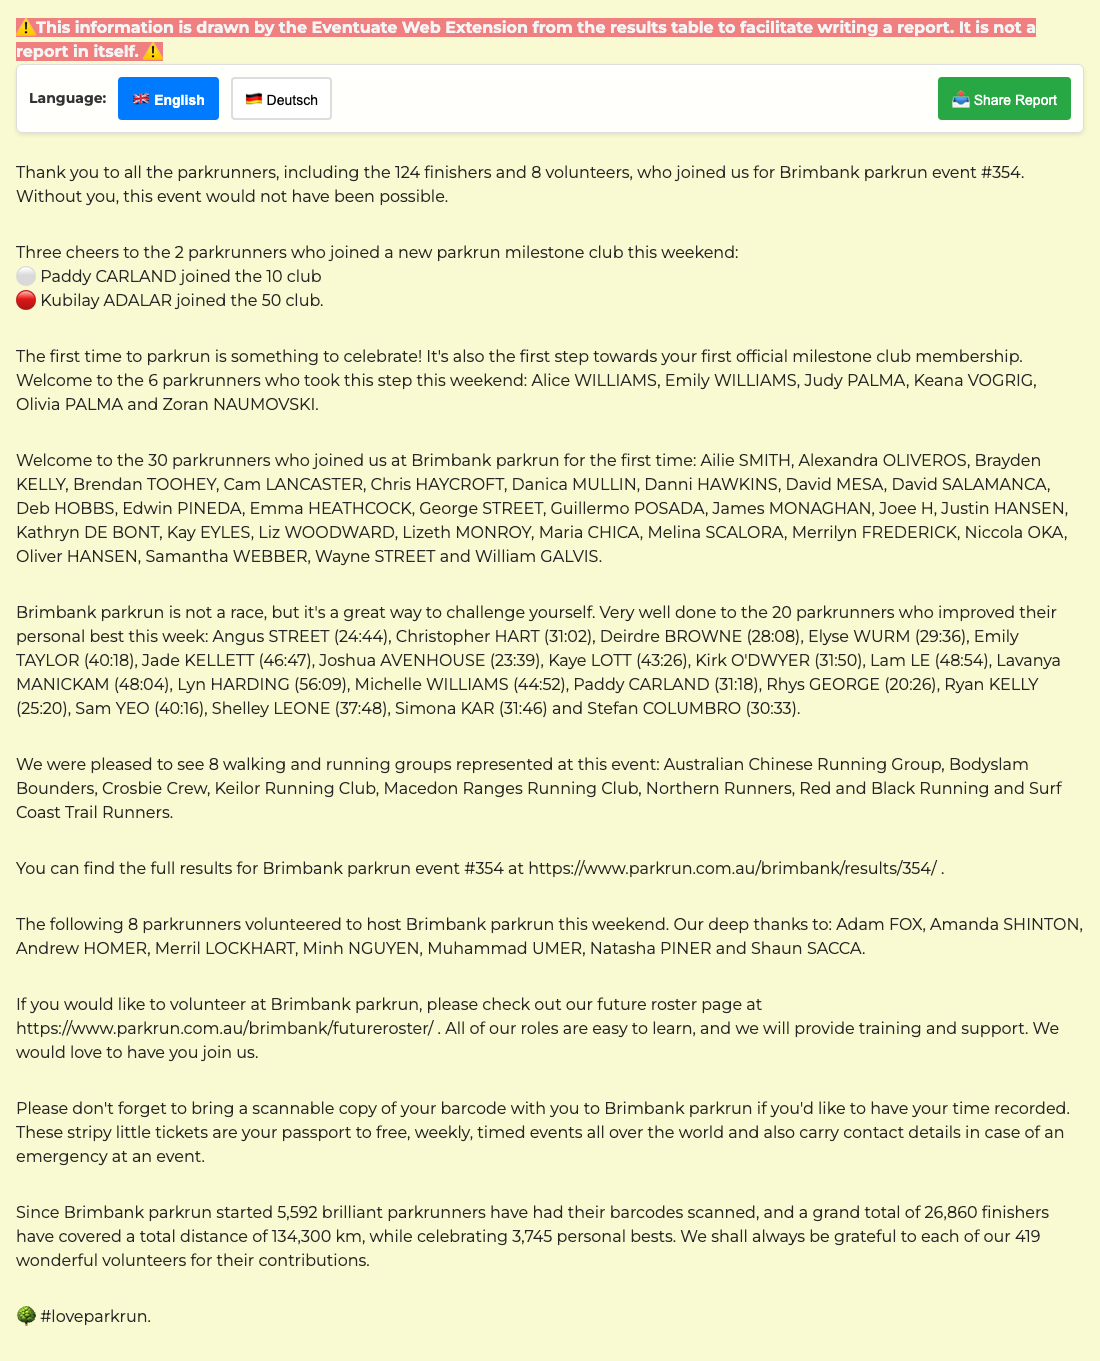 ⚠️This information is drawn by the Eventuate Web Extension from the results table to facilitate writing a report. It is not a
report in itself. ⚠️
Language: 🇬🇧 English 🇩🇪 Deutsch 📤 Share Report
Thank you to all the parkrunners, including the 124 finishers and 8 volunteers, who joined us for Brimbank parkrun event #354.
Without you, this event would not have been possible.
Three cheers to the 2 parkrunners who joined a new parkrun milestone club this weekend:
⚪ Paddy CARLAND joined the 10 club
🔴 Kubilay ADALAR joined the 50 club.
The first time to parkrun is something to celebrate! It's also the first step towards your first official milestone club membership.
Welcome to the 6 parkrunners who took this step this weekend: Alice WILLIAMS, Emily WILLIAMS, Judy PALMA, Keana VOGRIG,
Olivia PALMA and Zoran NAUMOVSKI.
Welcome to the 30 parkrunners who joined us at Brimbank parkrun for the first time: Ailie SMITH, Alexandra OLIVEROS, Brayden
KELLY, Brendan TOOHEY, Cam LANCASTER, Chris HAYCROFT, Danica MULLIN, Danni HAWKINS, David MESA, David SALAMANCA,
Deb HOBBS, Edwin PINEDA, Emma HEATHCOCK, George STREET, Guillermo POSADA, James MONAGHAN, Joee H, Justin HANSEN,
Kathryn DE BONT, Kay EYLES, Liz WOODWARD, Lizeth MONROY, Maria CHICA, Melina SCALORA, Merrilyn FREDERICK, Niccola OKA,
Oliver HANSEN, Samantha WEBBER, Wayne STREET and William GALVIS.
Brimbank parkrun is not a race, but it's a great way to challenge yourself. Very well done to the 20 parkrunners who improved their
personal best this week: Angus STREET (24:44), Christopher HART (31:02), Deirdre BROWNE (28:08), Elyse WURM (29:36), Emily
TAYLOR (40:18), Jade KELLETT (46:47), Joshua AVENHOUSE (23:39), Kaye LOTT (43:26), Kirk O'DWYER (31:50), Lam LE (48:54), Lavanya
MANICKAM (48:04), Lyn HARDING (56:09), Michelle WILLIAMS (44:52), Paddy CARLAND (31:18), Rhys GEORGE (20:26), Ryan KELLY
(25:20), Sam YEO (40:16), Shelley LEONE (37:48), Simona KAR (31:46) and Stefan COLUMBRO (30:33).
We were pleased to see 8 walking and running groups represented at this event: Australian Chinese Running Group, Bodyslam
Bounders, Crosbie Crew, Keilor Running Club, Macedon Ranges Running Club, Northern Runners, Red and Black Running and Surf
Coast Trail Runners.
You can find the full results for Brimbank parkrun event #354 at https://www.parkrun.com.au/brimbank/results/354/ .
The following 8 parkrunners volunteered to host Brimbank parkrun this weekend. Our deep thanks to: Adam FOX, Amanda SHINTON,
Andrew HOMER, Merril LOCKHART, Minh NGUYEN, Muhammad UMER, Natasha PINER and Shaun SACCA.
If you would like to volunteer at Brimbank parkrun, please check out our future roster page at
https://www.parkrun.com.au/brimbank/futureroster/ . All of our roles are easy to learn, and we will provide training and support. We
would love to have you join us.
Please don't forget to bring a scannable copy of your barcode with you to Brimbank parkrun if you'd like to have your time recorded.
These stripy little tickets are your passport to free, weekly, timed events all over the world and also carry contact details in case of an
emergency at an event.
Since Brimbank parkrun started 5,592 brilliant parkrunners have had their barcodes scanned, and a grand total of 26,860 finishers
have covered a total distance of 134,300 km, while celebrating 3,745 personal bests. We shall always be grateful to each of our 419
wonderful volunteers for their contributions.
🌳 #loveparkrun.